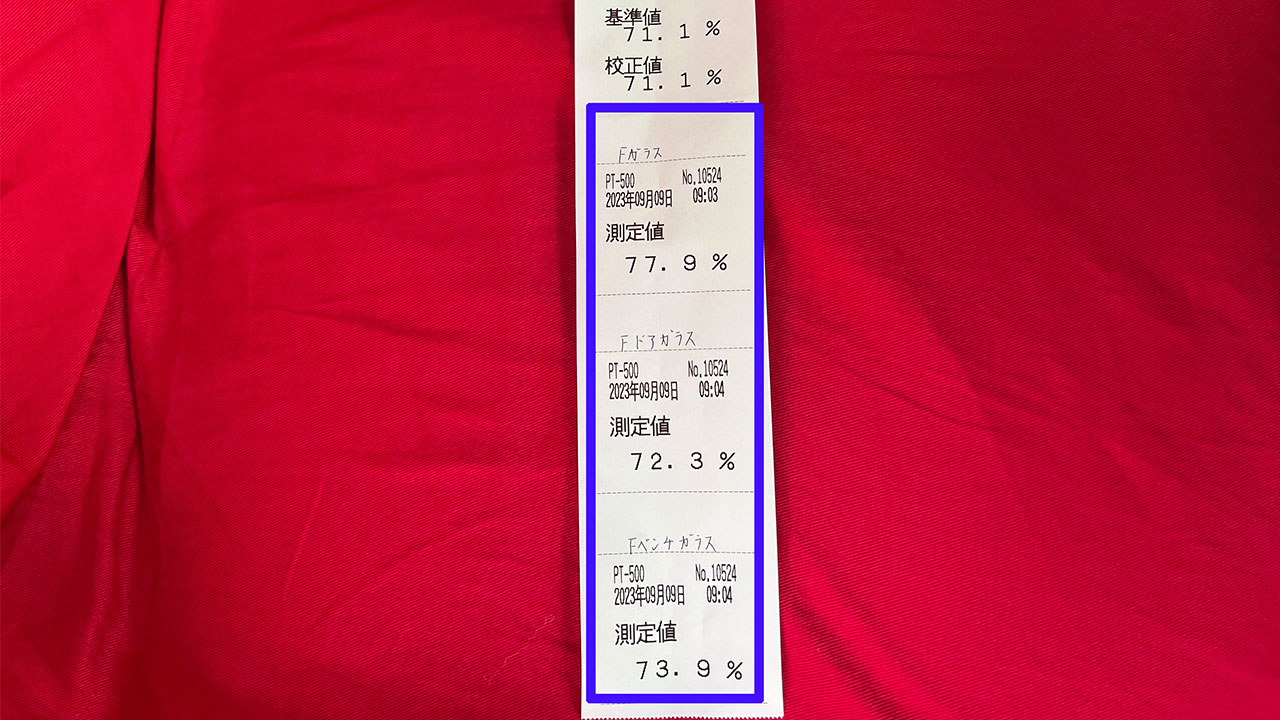 基準値
71.1%
校正値
71.1%
Fガラス
PT-500 No.10524
2023年09月09日 09:03
測定値
77.9%
Fドアガラス
PT-500 No.10524
2023年09月09日 09:04
測定値
72.3%
Fベンチガラス
PT-500 No.10524
2023年09月09日 09:04
測定値
73.9%